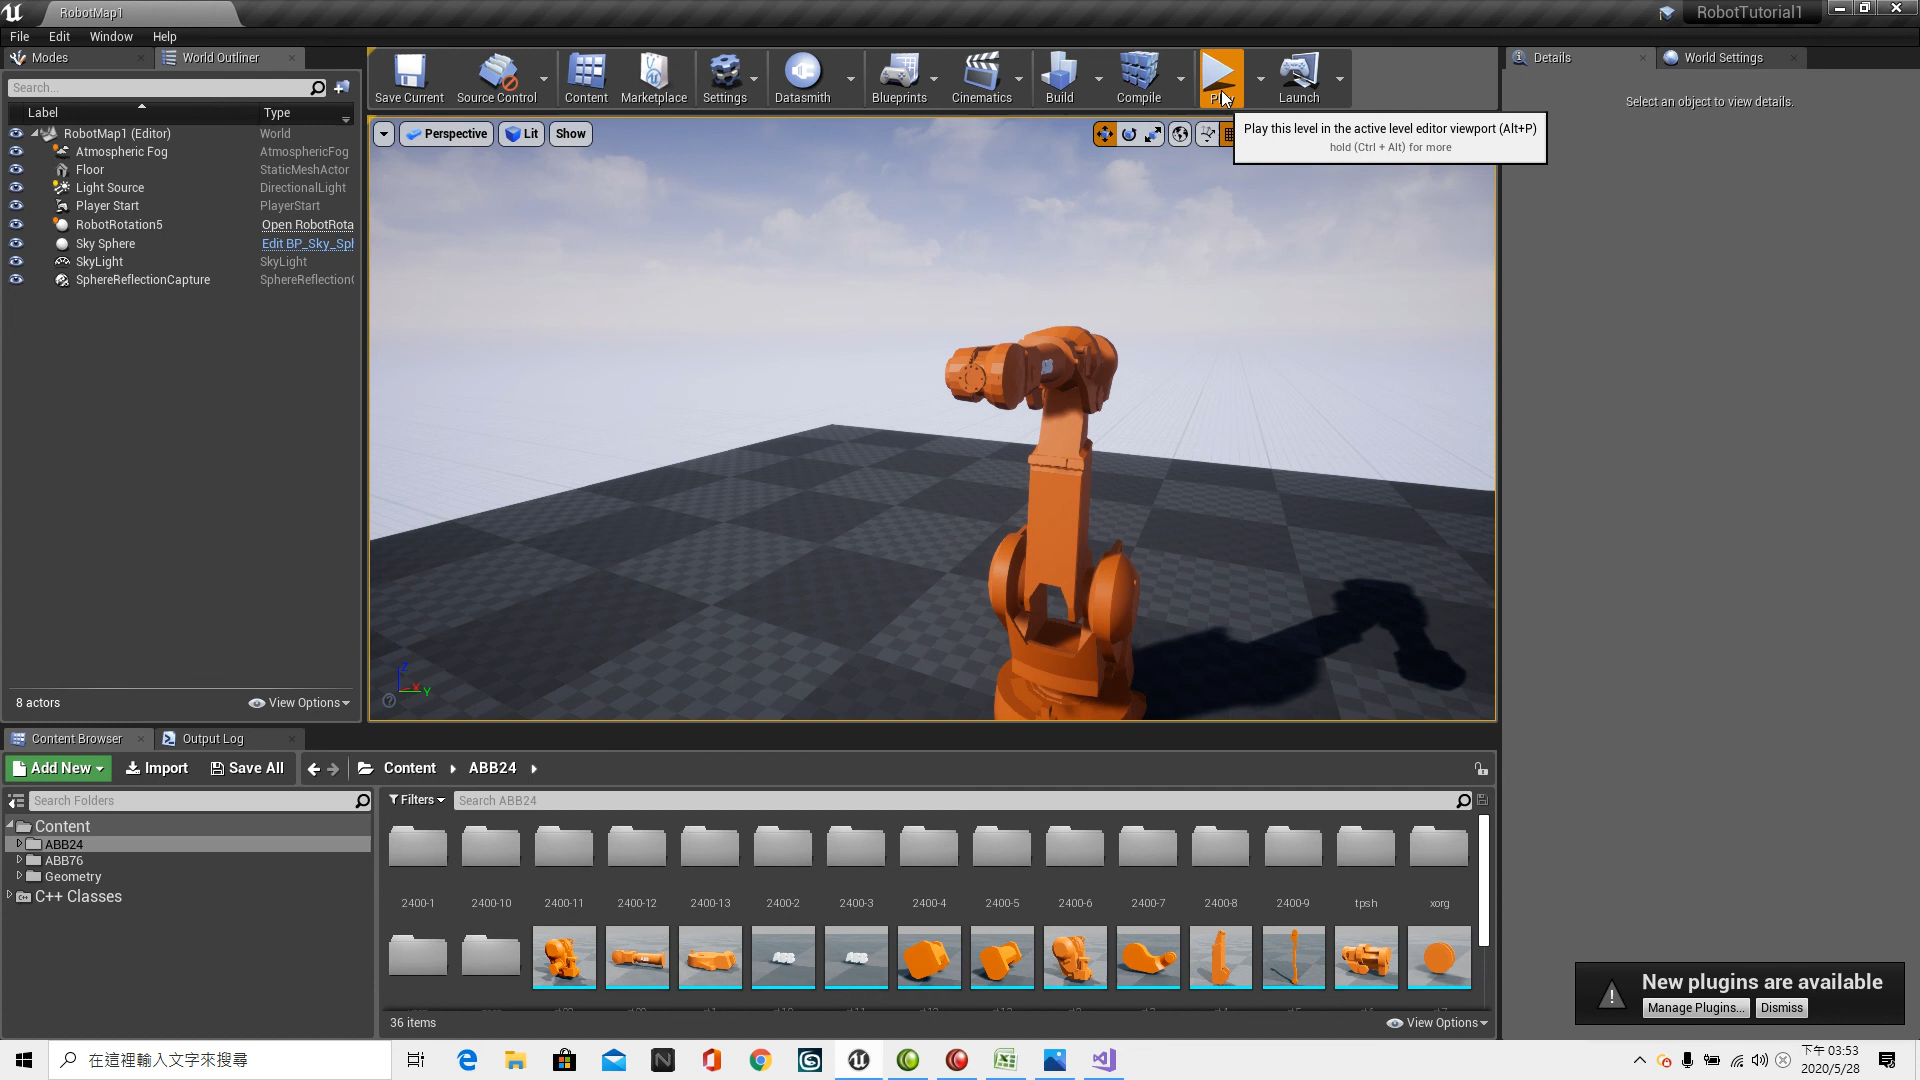 RobotMap1
RobotTutorial1
File Edit Window Help
Modes
World Outliner
Search...
Label Type
RobotMap1 (Editor) World
Atmospheric Fog AtmosphericFog
Floor StaticMeshActor
Light Source DirectionalLight
Player Start PlayerStart
RobotRotation5 Open RobotRota
Sky Sphere Edit BP_Sky_Sph
SkyLight SkyLight
SphereReflectionCapture SphereReflection
8 actors View Options
Save Current Source Control Content Marketplace Settings Datasmith Blueprints Cinematics Build Compile Play Launch
Perspective Lit Show
Play this level in the active level editor viewport (Alt+P)
hold (Ctrl + Alt) for more
Z
X
Y
Details
World Settings
Select an object to view details.
Content Browser
Output Log
Add New Import Save All Content ABB24
Search Folders
Content
ABB24
ABB76
Geometry
C++ Classes
Filters Search ABB24
2400-1 2400-10 2400-11 2400-12 2400-13 2400-2 2400-3 2400-4 2400-5 2400-6 2400-7 2400-8 2400-9 tpsh xorg
36 items View Options
New plugins are available
Manage Plugins... Dismiss
在這裡輸入文字來搜尋
下午 03:53
2020/5/28